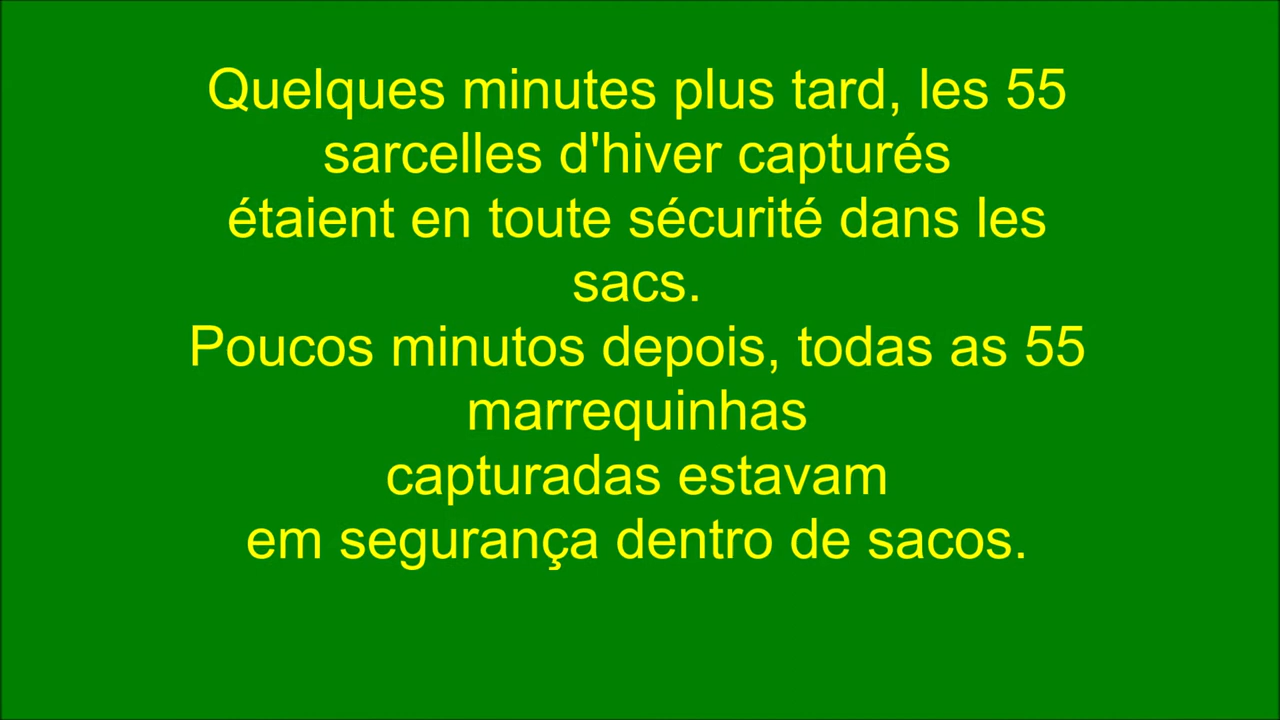 Quelques minutes plus tard, les 55
sarcelles d'hiver capturés
étaient en toute sécurité dans les
sacs.
Poucos minutos depois, todas as 55
marrequinhas
capturadas estavam
em segurança dentro de sacos.